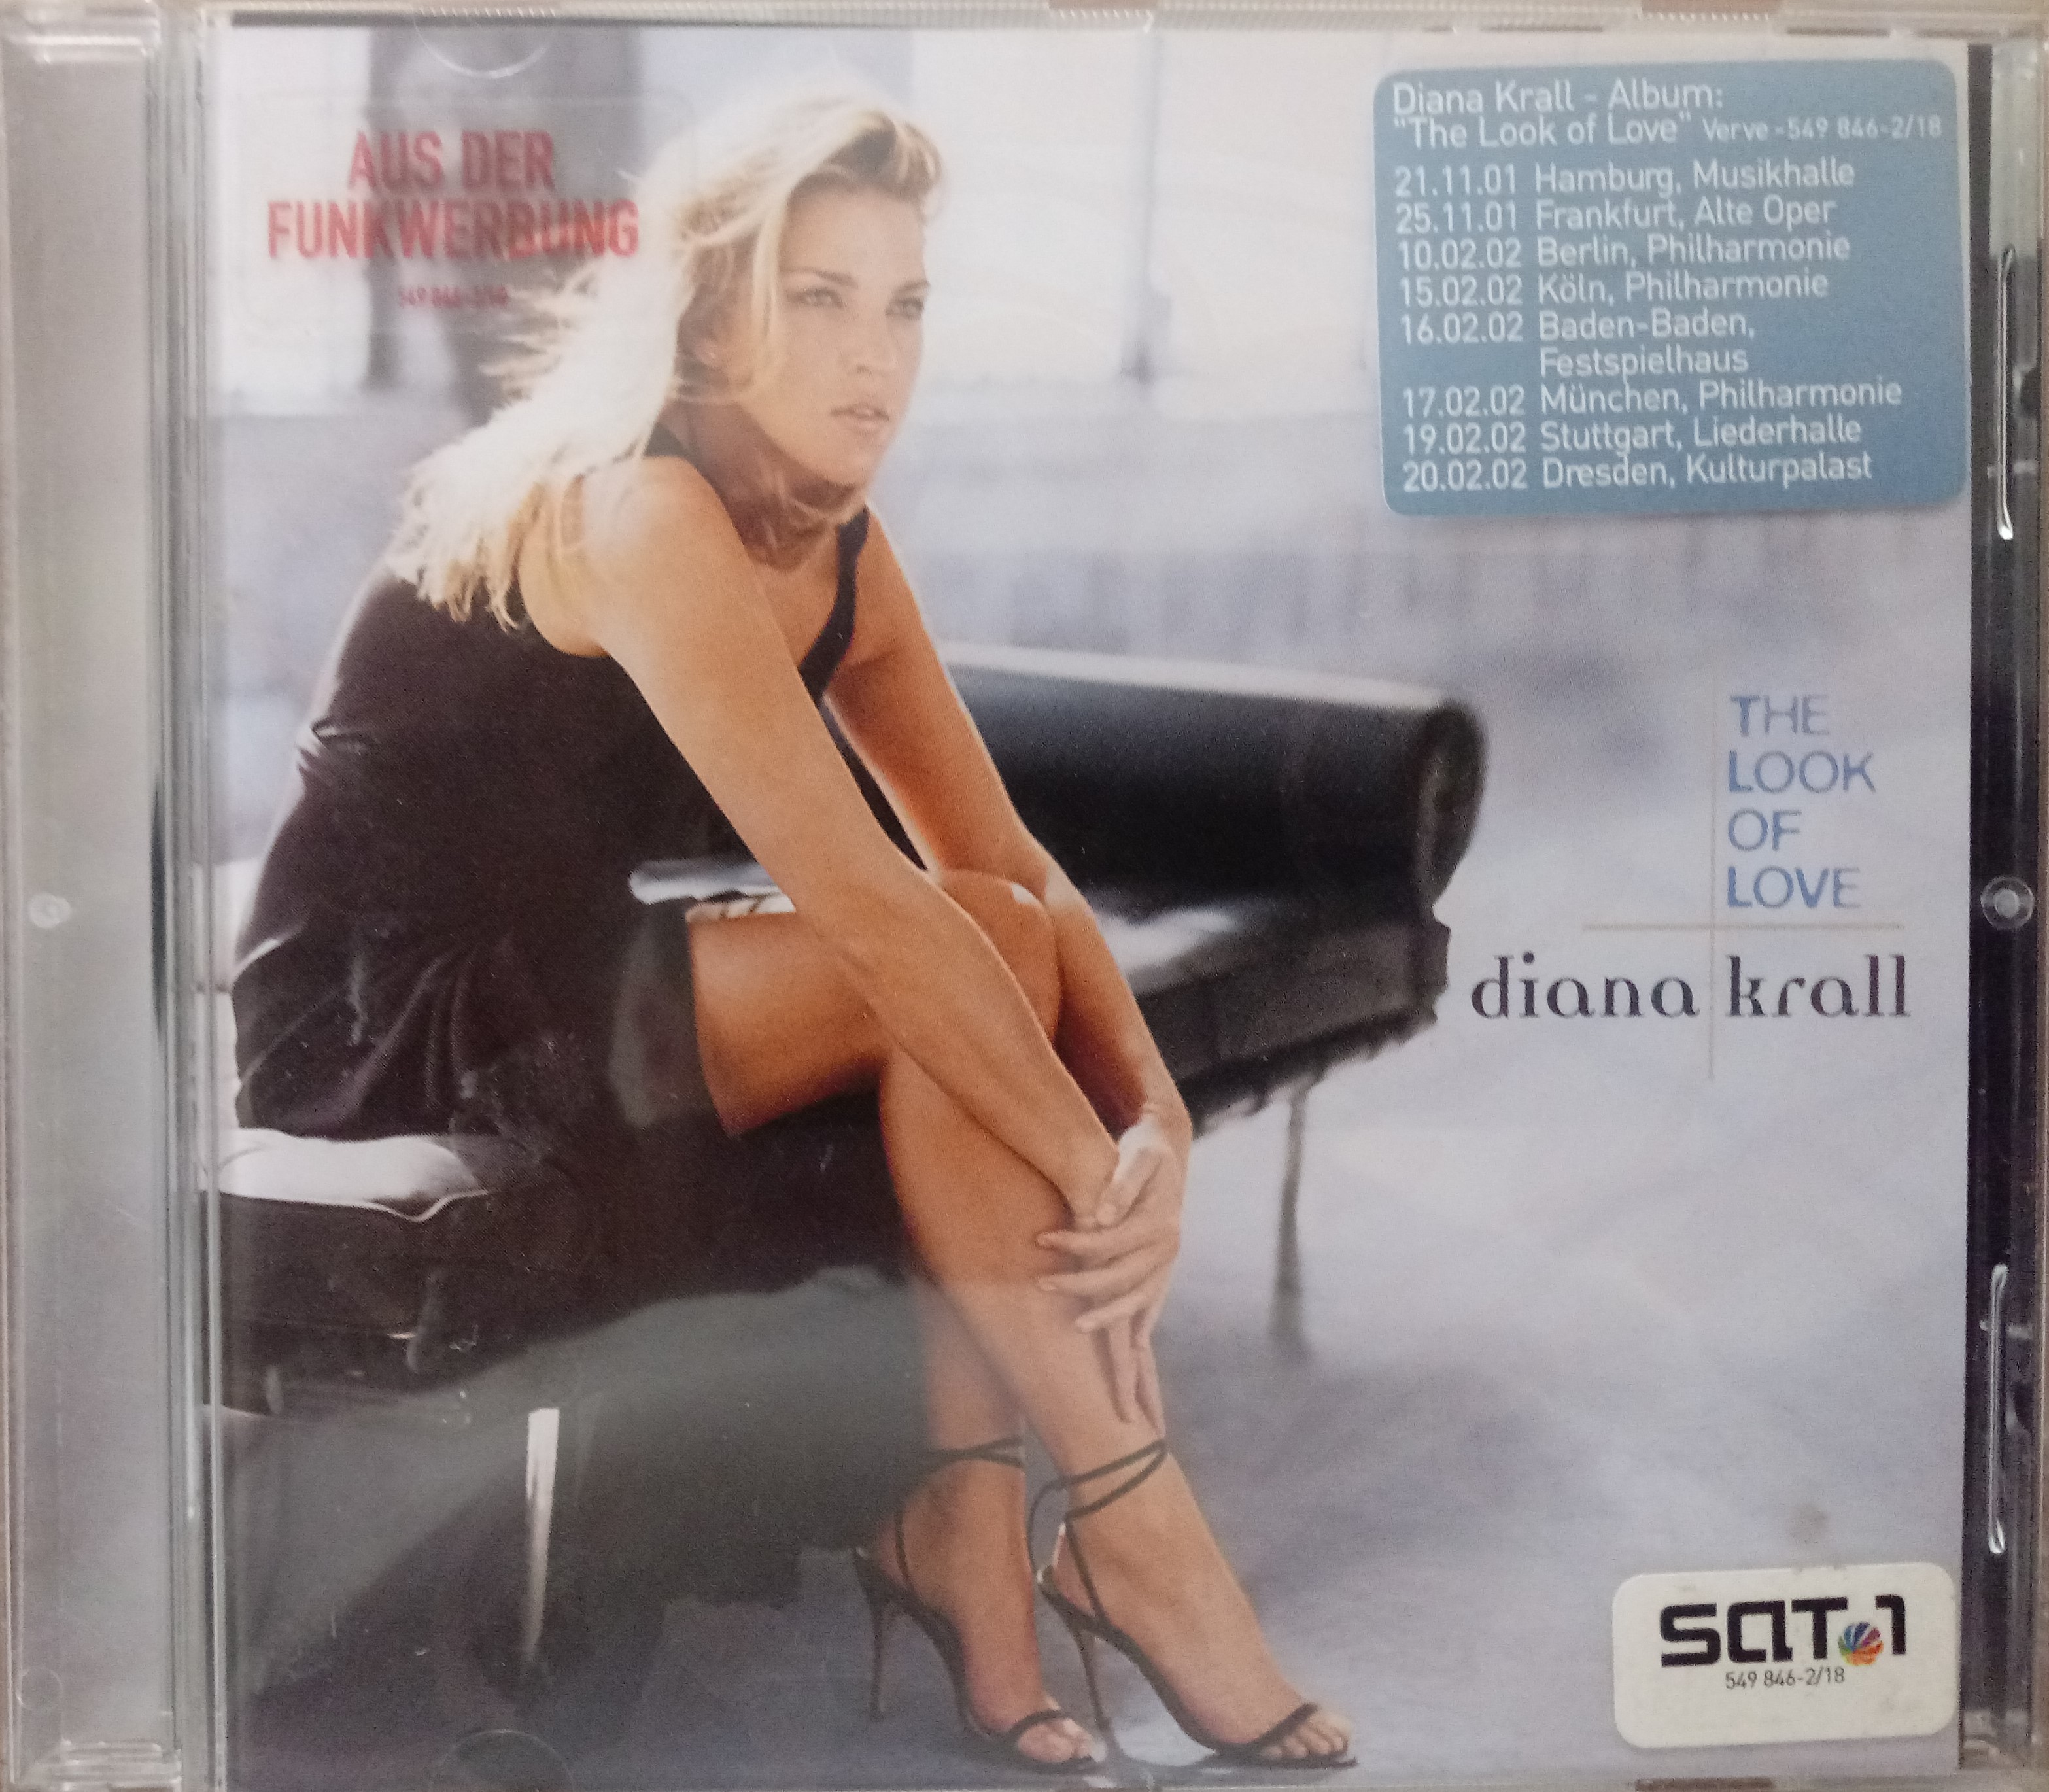 AUS DER
FUNKWERBUNG
Diana Krall - Album:
"The Look of Love" Verve - 549 846-2/18
21.11.01 Hamburg, Musikhalle
25.11.01 Frankfurt, Alte Oper
10.02.02 Berlin, Philharmonie
15.02.02 Köln, Philharmonie
16.02.02 Baden-Baden,
Festspielhaus
17.02.02 München, Philharmonie
19.02.02 Stuttgart, Liederhalle
20.02.02 Dresden, Kulturpalast
THE
LOOK
OF
LOVE
diana krall
SAT.1
549 846-2/18